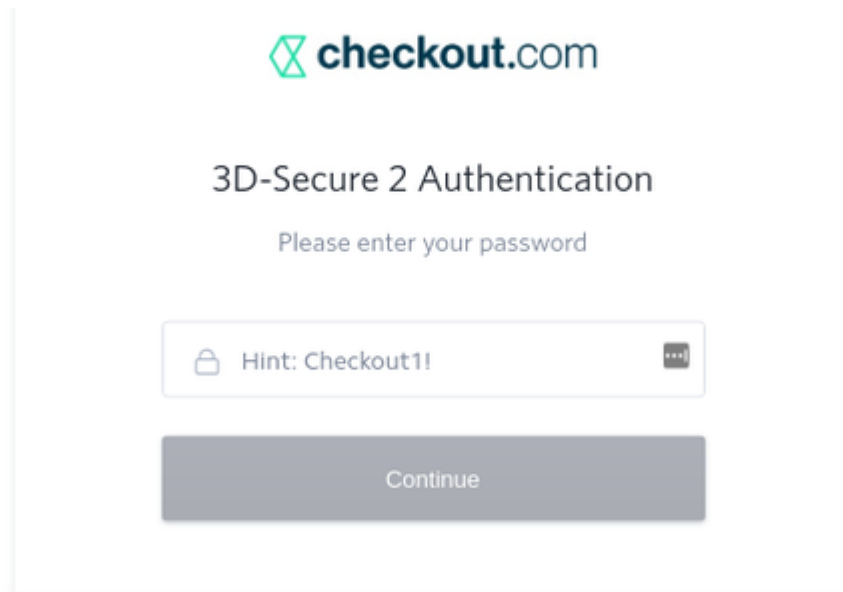 checkout.com
3D-Secure 2 Authentication
Please enter your password
Hint: Checkout1!
Continue